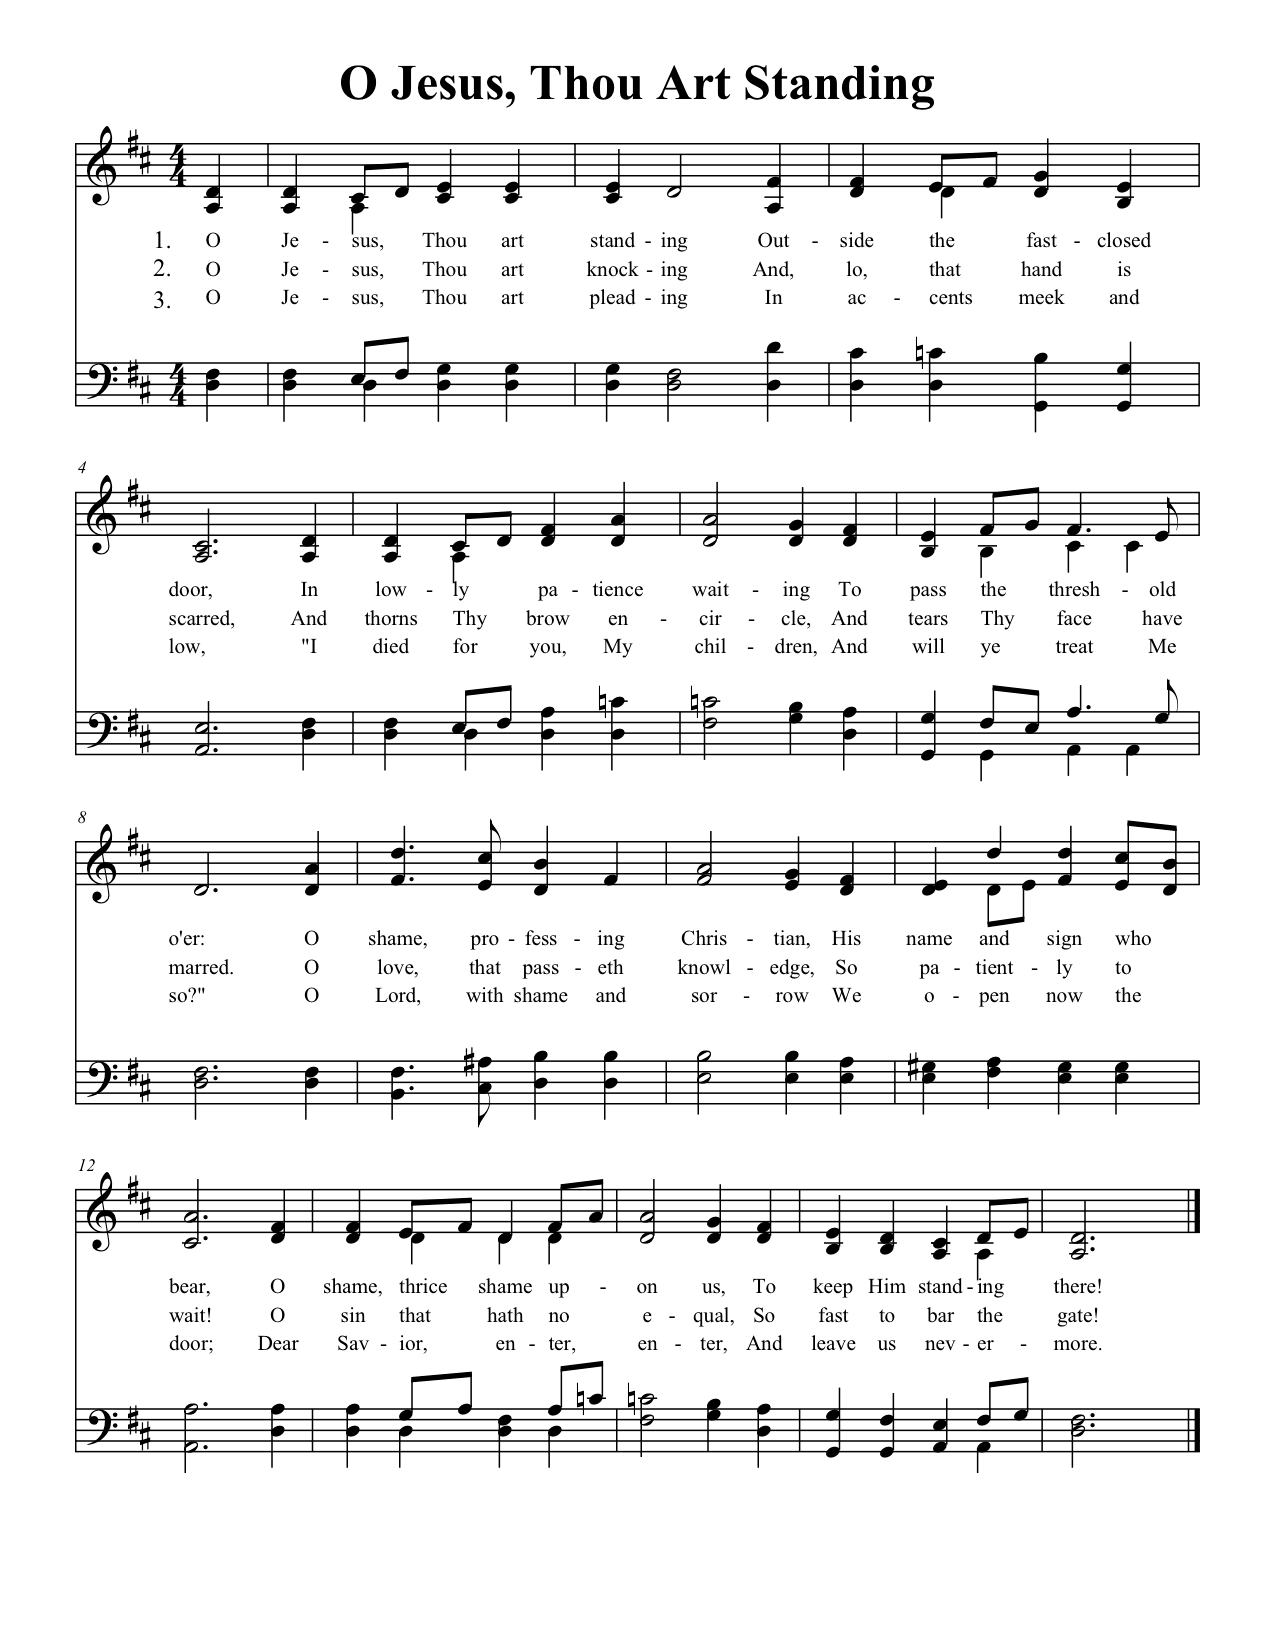 O Jesus, Thou Art Standing
4 4
1. O Je - sus, Thou art stand - ing Out - side the fast - closed
2. O Je - sus, Thou art knock - ing And, lo, that hand is
3. O Je - sus, Thou art plead - ing In ac - cents meek and
4 4
4
door, In low - ly pa - tience wait - ing To pass the thresh - old
scarred, And thorns Thy brow en - cir - cle, And tears Thy face have
low, "I died for you, My chil - dren, And will ye treat Me
8
o'er: O shame, pro - fess - ing Chris - tian, His name and sign who
marred. O love, that pass - eth knowl - edge, So pa - tient - ly to
so?" O Lord, with shame and sor - row We o - pen now the
12
bear, O shame, thrice shame up - on us, To keep Him stand - ing there!
wait! O sin that hath no e - qual, So fast to bar the gate!
door; Dear Sav - ior, en - ter, en - ter, And leave us nev - er - more.